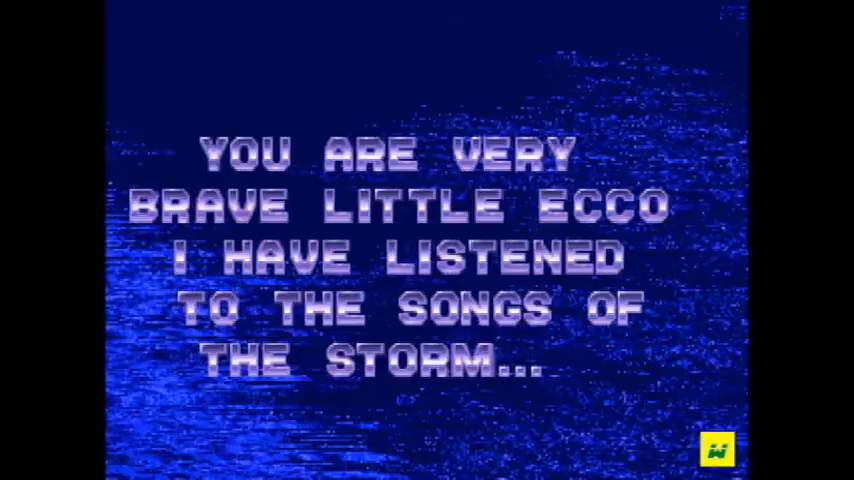 YOU ARE VERY
BRAVE LITTLE ECCO
I HAVE LISTENED
TO THE SONGS OF
THE STORM...
W